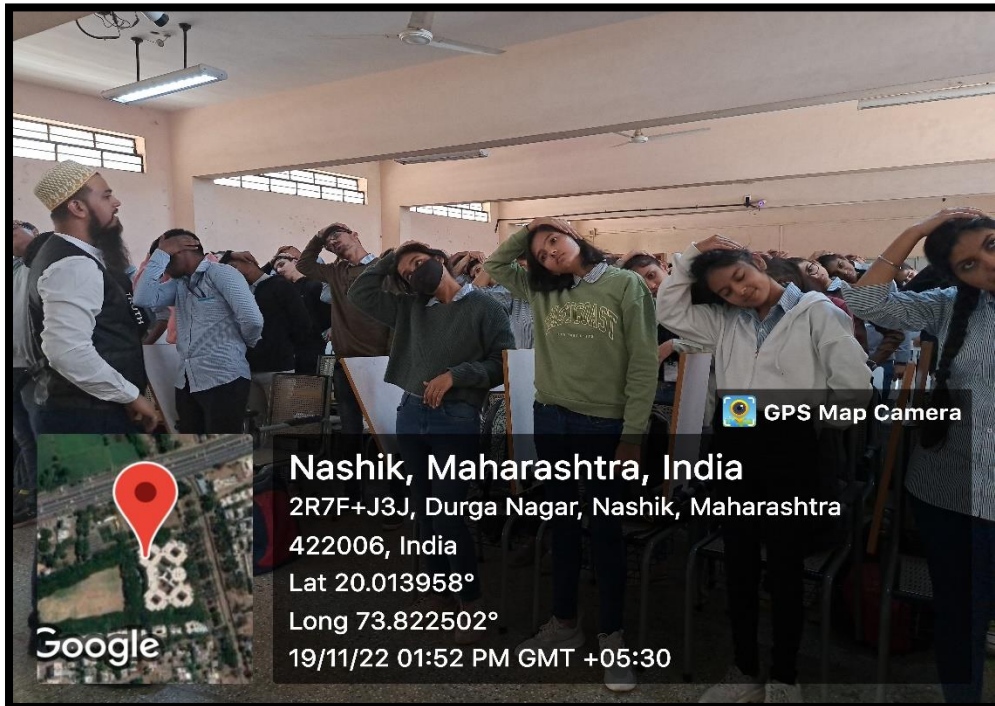 GPS Map Camera
Nashik, Maharashtra, India
2R7F+J3J, Durga Nagar, Nashik, Maharashtra
422006, India
Lat 20.013958°
Long 73.822502°
19/11/22 01:52 PM GMT +05:30
Google